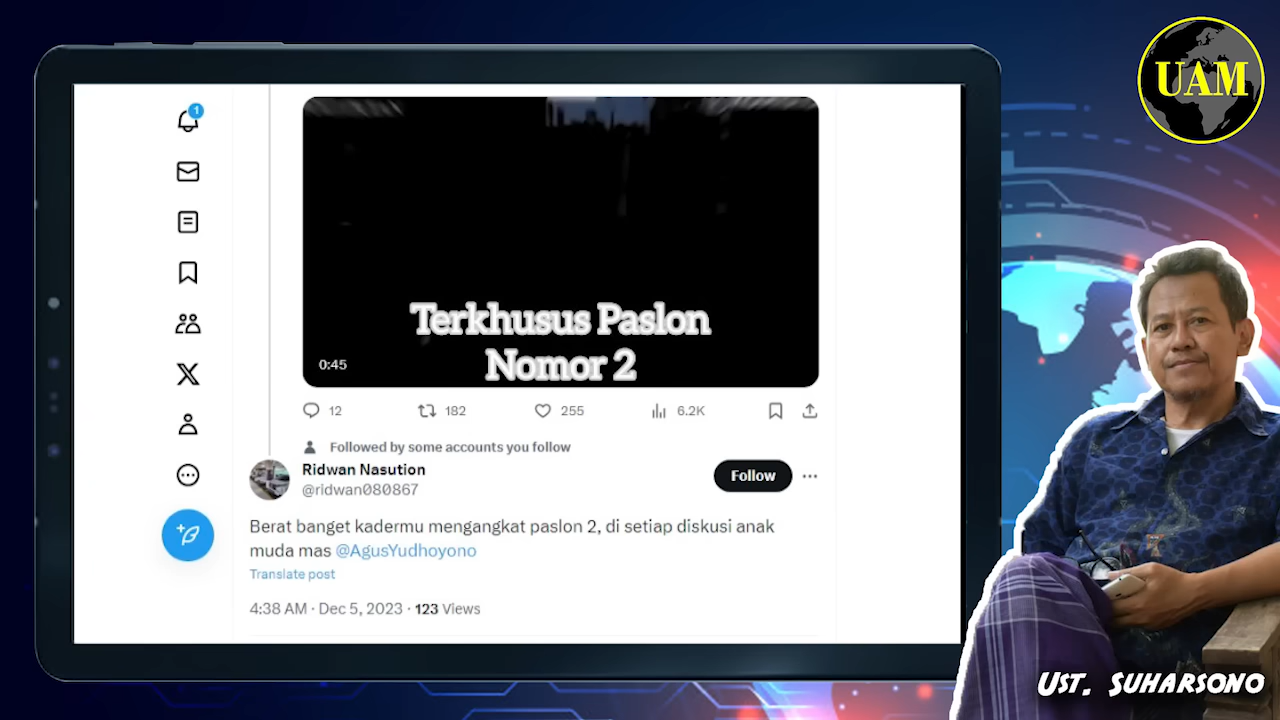 UAM
1
Terkhusus Paslon
Nomor 2
0:45
12 182 255 6.2K
Followed by some accounts you follow
Ridwan Nasution
@ridwan080867
Follow
Berat banget kadermu mengangkat paslon 2, di setiap diskusi anak
muda mas @AgusYudhoyono
Translate post
4:38 AM · Dec 5, 2023 · 123 Views
UST. SUHARSONO